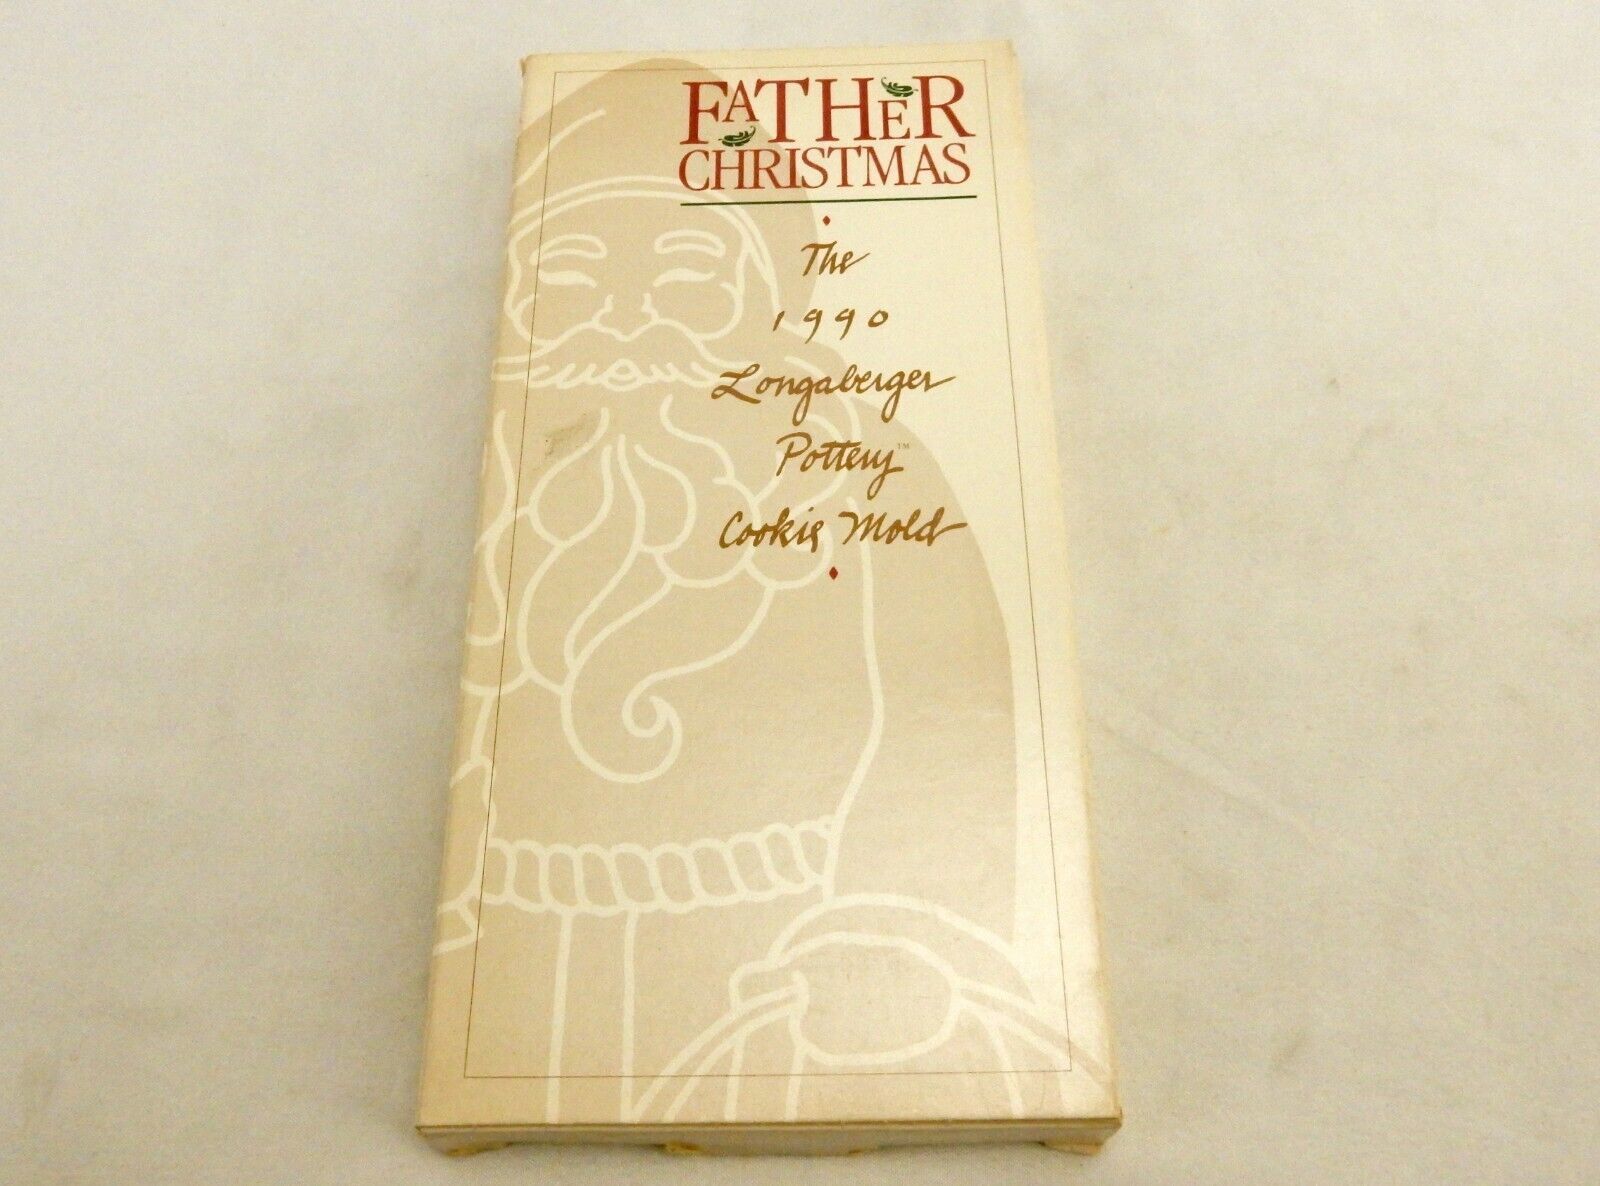 FATHER
CHRISTMAS
The
1990
Longaberger
Pottery™
Cookie Mold